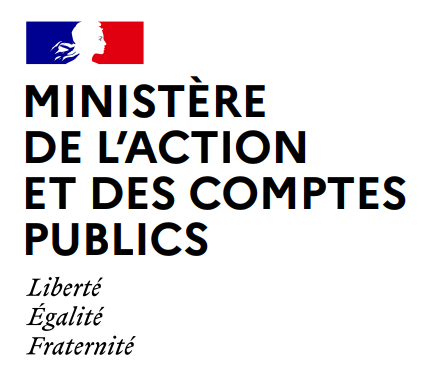 MINISTÈRE
DE L’ACTION
ET DES COMPTES
PUBLICS
Liberté
Égalité
Fraternité